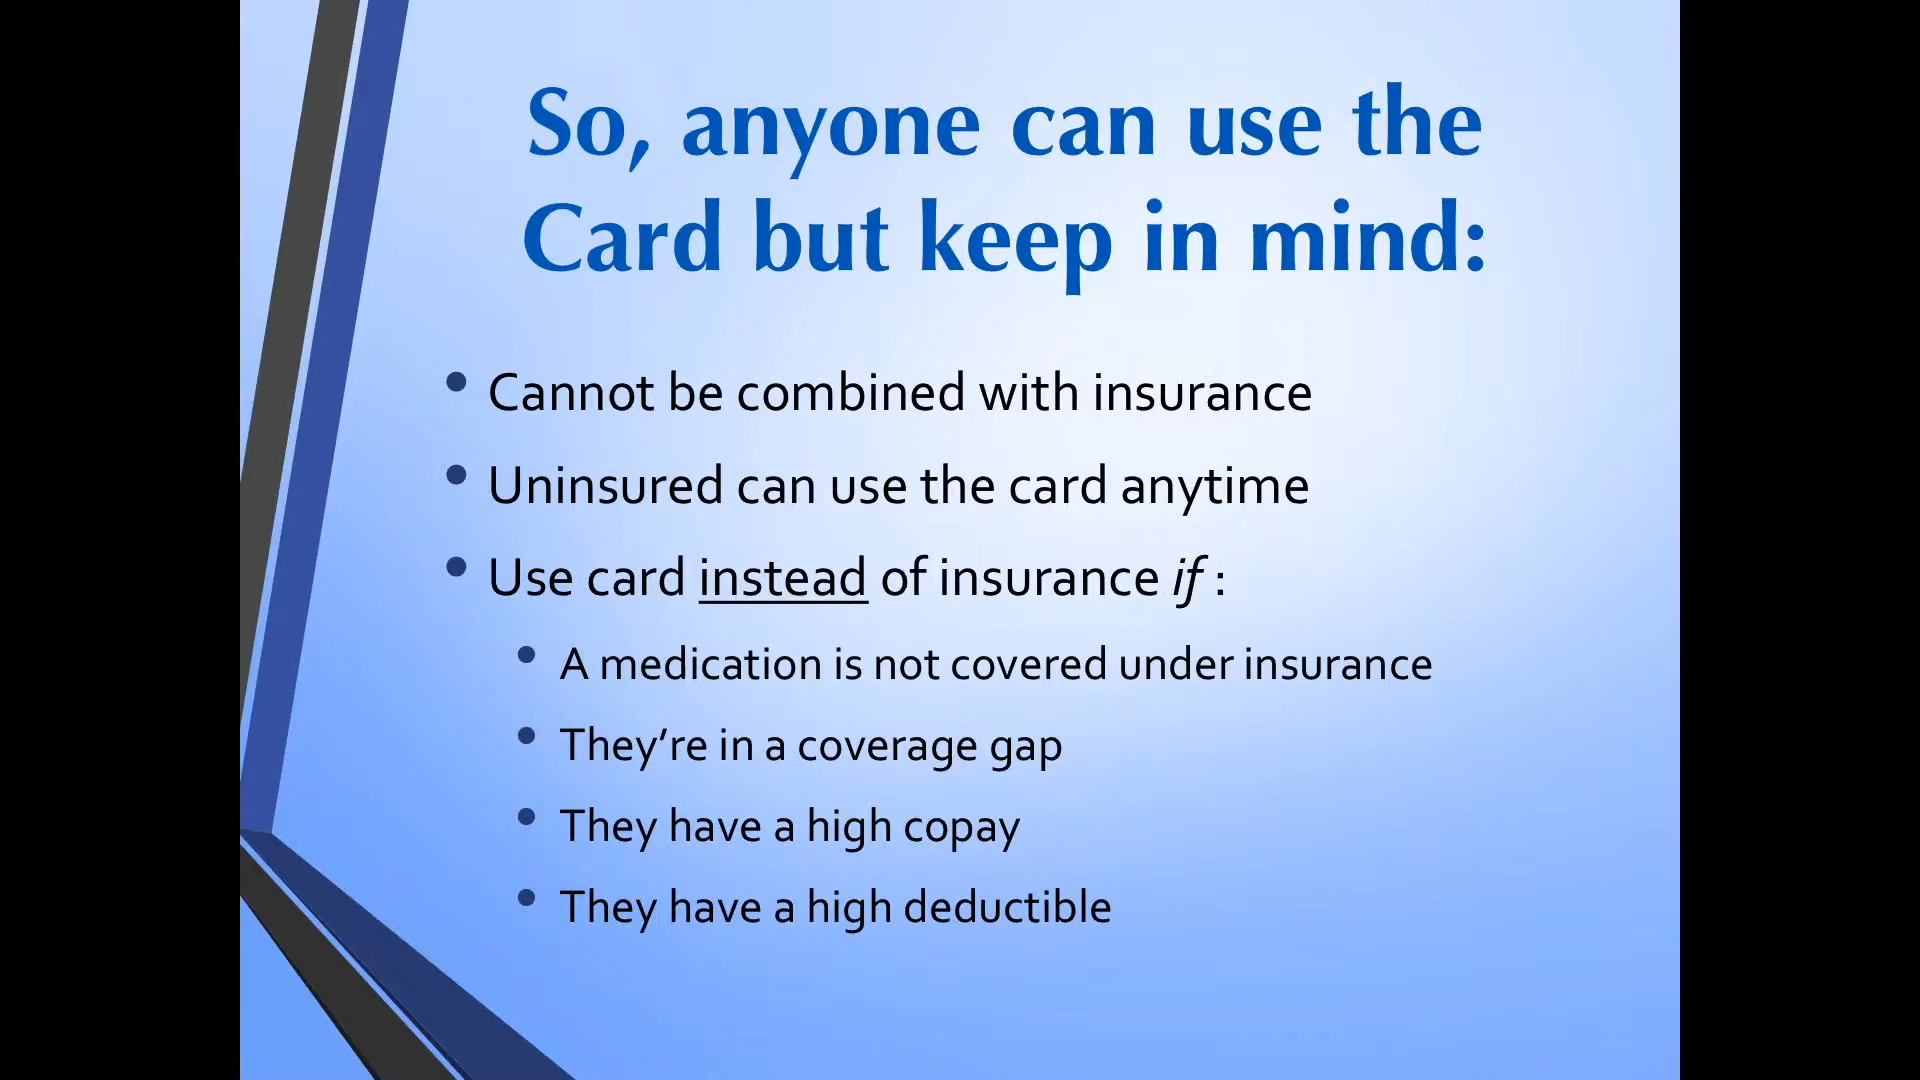 So, anyone can use the
Card but keep in mind:
• Cannot be combined with insurance
• Uninsured can use the card anytime
• Use card instead of insurance if :
• A medication is not covered under insurance
• They’re in a coverage gap
• They have a high copay
• They have a high deductible